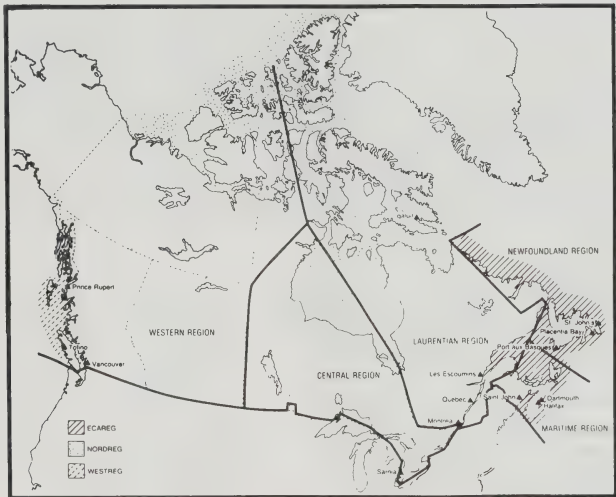 NEWFOUNDLAND REGION
St. John's
Placentia Bay
Prince Rupert
Port Aux Basques
WESTERN REGION
LAURENTIAN REGION
Tofino
Vancouver
CENTRAL REGION
Les Escoumins
Québec
Saint John
Dartmouth
Halifax
Montreal
MARITIME REGION
ECAREG
NORDREG
WESTREG
Sarnia